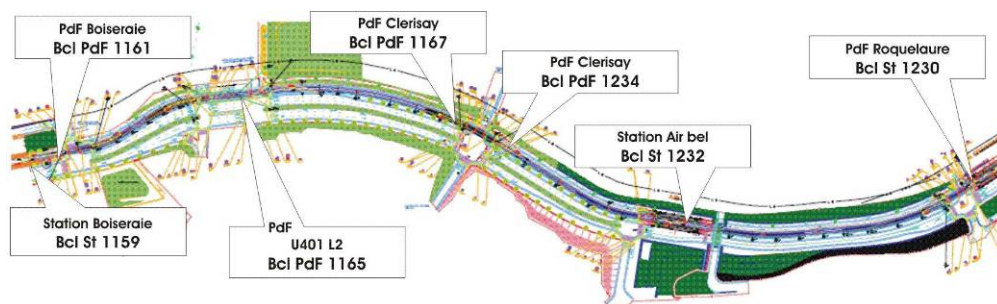 PdF Boiseraie
Bcl PdF 1161
PdF Clerisay
Bcl PdF 1167
PdF Clerisay
Bcl PdF 1234
PdF Roquelaure
Bcl St 1230
Station Air bel
Bcl St 1232
Station Boiseraie
Bcl St 1159
PdF
U401 L2
Bcl PdF 1165